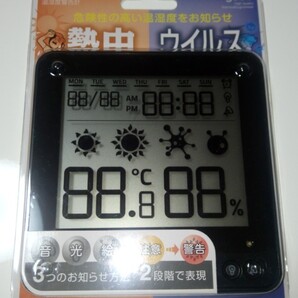 危険性の高い温湿度をお知らせ
熱中 ウイルス
MON TUE WED THU FRI SAT SUN
88/88 AM PM 88:88
88.8℃ 88%
音 光 注意 警告
3つのお知らせ方法 2段階で表現